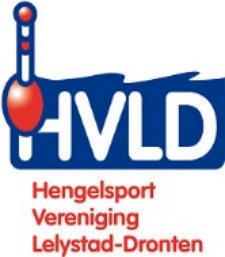 HVLD
Hengelsport
Vereniging
Lelystad-Dronten